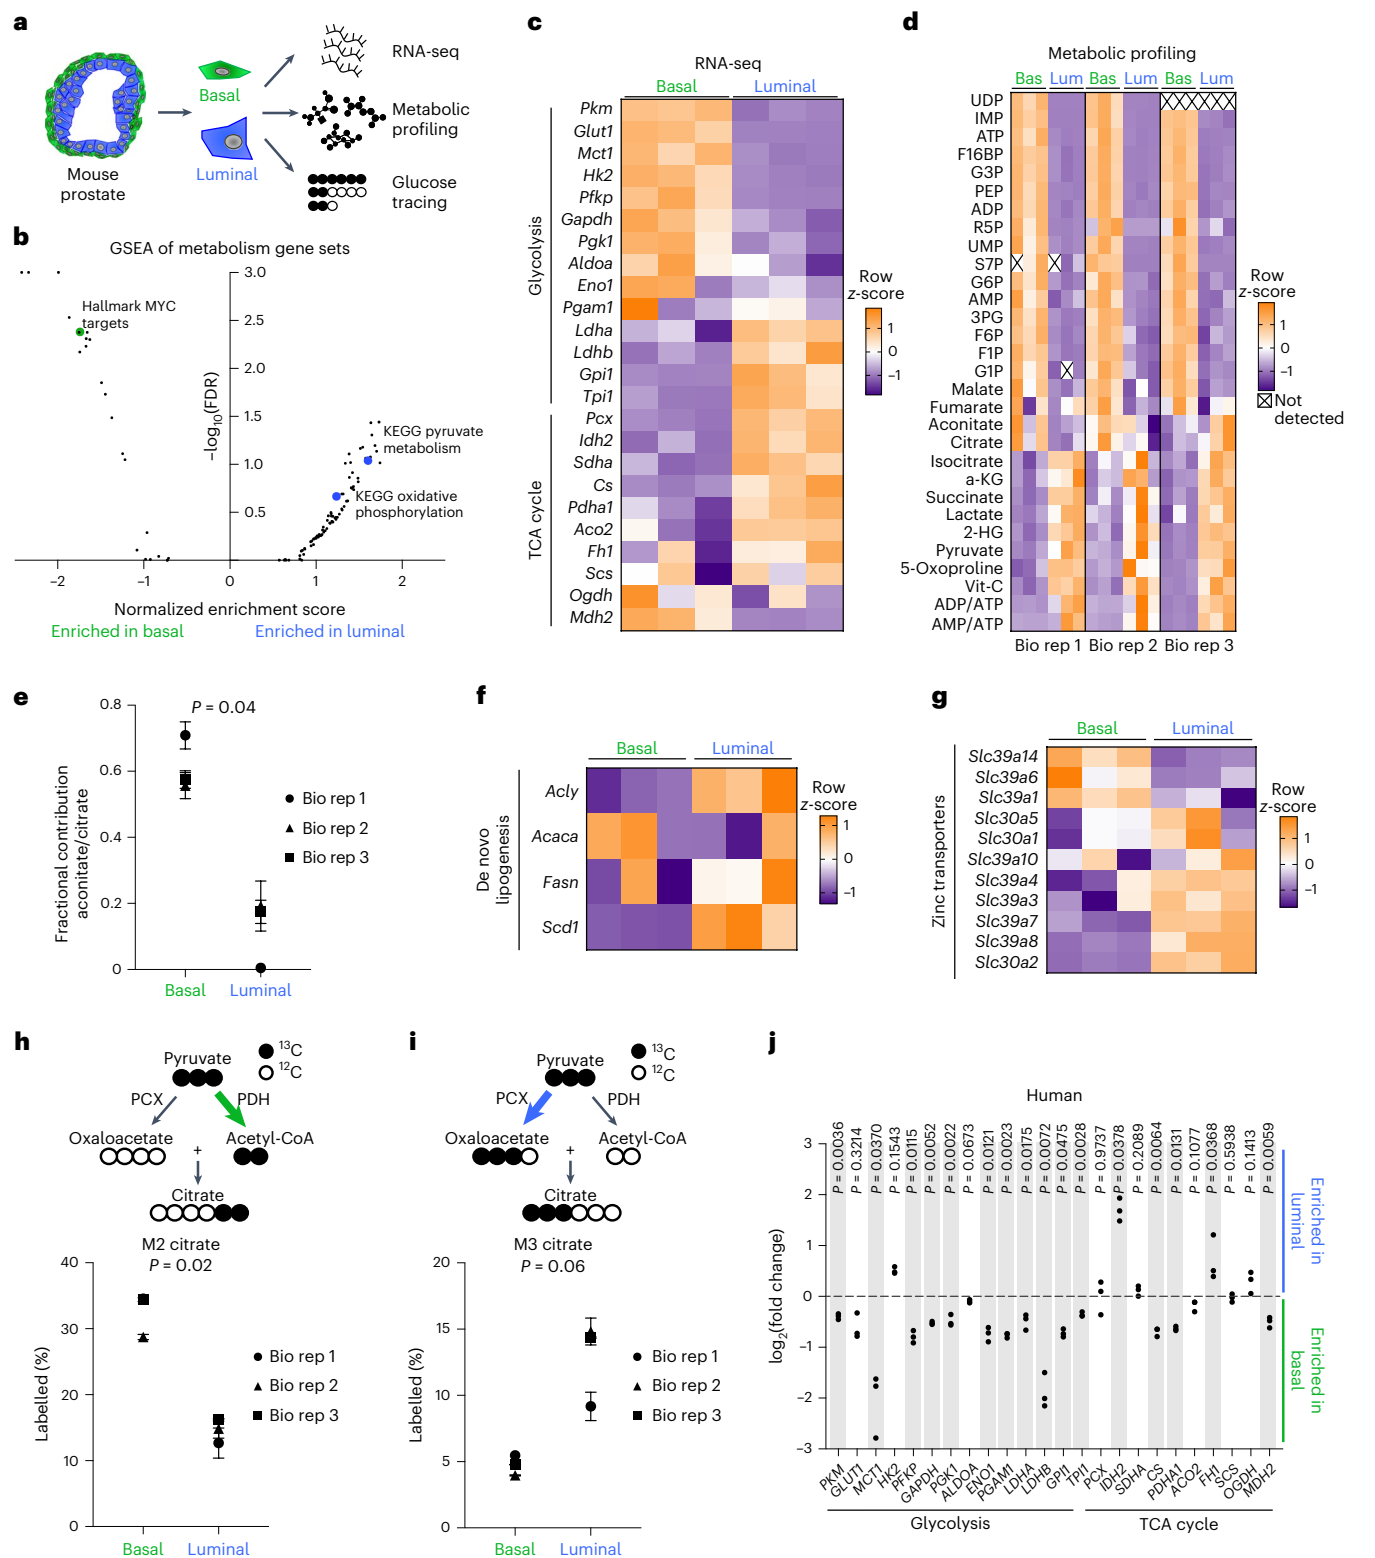 a
Mouse
prostate
Basal
Luminal
RNA-seq
Metabolic
profiling
Glucose
tracing
b
GSEA of metabolism gene sets
Hallmark MYC
targets
KEGG pyruvate
metabolism
KEGG oxidative
phosphorylation
−log10(FDR)
3.0
2.5
2.0
1.5
1.0
0.5
−2
−1
0
1
2
Normalized enrichment score
Enriched in basal
Enriched in luminal
c
RNA-seq
Basal
Luminal
Glycolysis
Pkm
Glut1
Mct1
Hk2
Pfkp
Gapdh
Pgk1
Aldoa
Eno1
Pgam1
Ldha
Ldhb
Gpi1
Tpi1
TCA cycle
Pcx
Idh2
Sdha
Cs
Pdha1
Aco2
Fh1
Scs
Ogdh
Mdh2
Row
z-score
1
0
−1
d
Metabolic profiling
Bas Lum Bas Lum Bas Lum
UDP
IMP
ATP
F16BP
G3P
PEP
ADP
R5P
UMP
S7P
G6P
AMP
3PG
F6P
F1P
G1P
Malate
Fumarate
Aconitate
Citrate
Isocitrate
a-KG
Succinate
Lactate
2-HG
Pyruvate
5-Oxoproline
Vit-C
ADP/ATP
AMP/ATP
Bio rep 1 Bio rep 2 Bio rep 3
Row
z-score
1
0
−1
Not
detected
e
P = 0.04
Fractional contribution
aconitate/citrate
0.8
0.6
0.4
0.2
0
Basal
Luminal
Bio rep 1
Bio rep 2
Bio rep 3
f
Basal
Luminal
De novo
lipogenesis
Acly
Acaca
Fasn
Scd1
Row
z-score
1
0
−1
g
Basal
Luminal
Zinc transporters
Slc39a14
Slc39a6
Slc39a1
Slc30a5
Slc30a1
Slc39a10
Slc39a4
Slc39a3
Slc39a7
Slc39a8
Slc30a2
Row
z-score
1
0
−1
h
Pyruvate
13C
12C
PCX
PDH
Oxaloacetate
+
Acetyl-CoA
Citrate
M2 citrate
P = 0.02
Labelled (%)
40
30
20
10
0
Basal
Luminal
Bio rep 1
Bio rep 2
Bio rep 3
i
Pyruvate
13C
12C
PCX
PDH
Oxaloacetate
+
Acetyl-CoA
Citrate
M3 citrate
P = 0.06
Labelled (%)
20
15
10
5
0
Basal
Luminal
Bio rep 1
Bio rep 2
Bio rep 3
j
Human
P = 0.0036
P = 0.3214
P = 0.0370
P = 0.1543
P = 0.0115
P = 0.0052
P = 0.0022
P = 0.0673
P = 0.0121
P = 0.0023
P = 0.0175
P = 0.0072
P = 0.0475
P = 0.0028
P = 0.9737
P = 0.0378
P = 0.2089
P = 0.0064
P = 0.0131
P = 0.1077
P = 0.0368
P = 0.5938
P = 0.1413
P = 0.0059
log2(fold change)
3
2
1
0
−1
−2
−3
Enriched in
luminal
Enriched in
basal
PKM
GLUT1
MCT1
HK2
PFKP
GAPDH
PGK1
ALDOA
ENO1
PGAM1
LDHA
LDHB
GPI1
TPI1
PCX
IDH2
SDHA
CS
PDHA1
ACO2
FH1
SCS
OGDH
MDH2
Glycolysis
TCA cycle